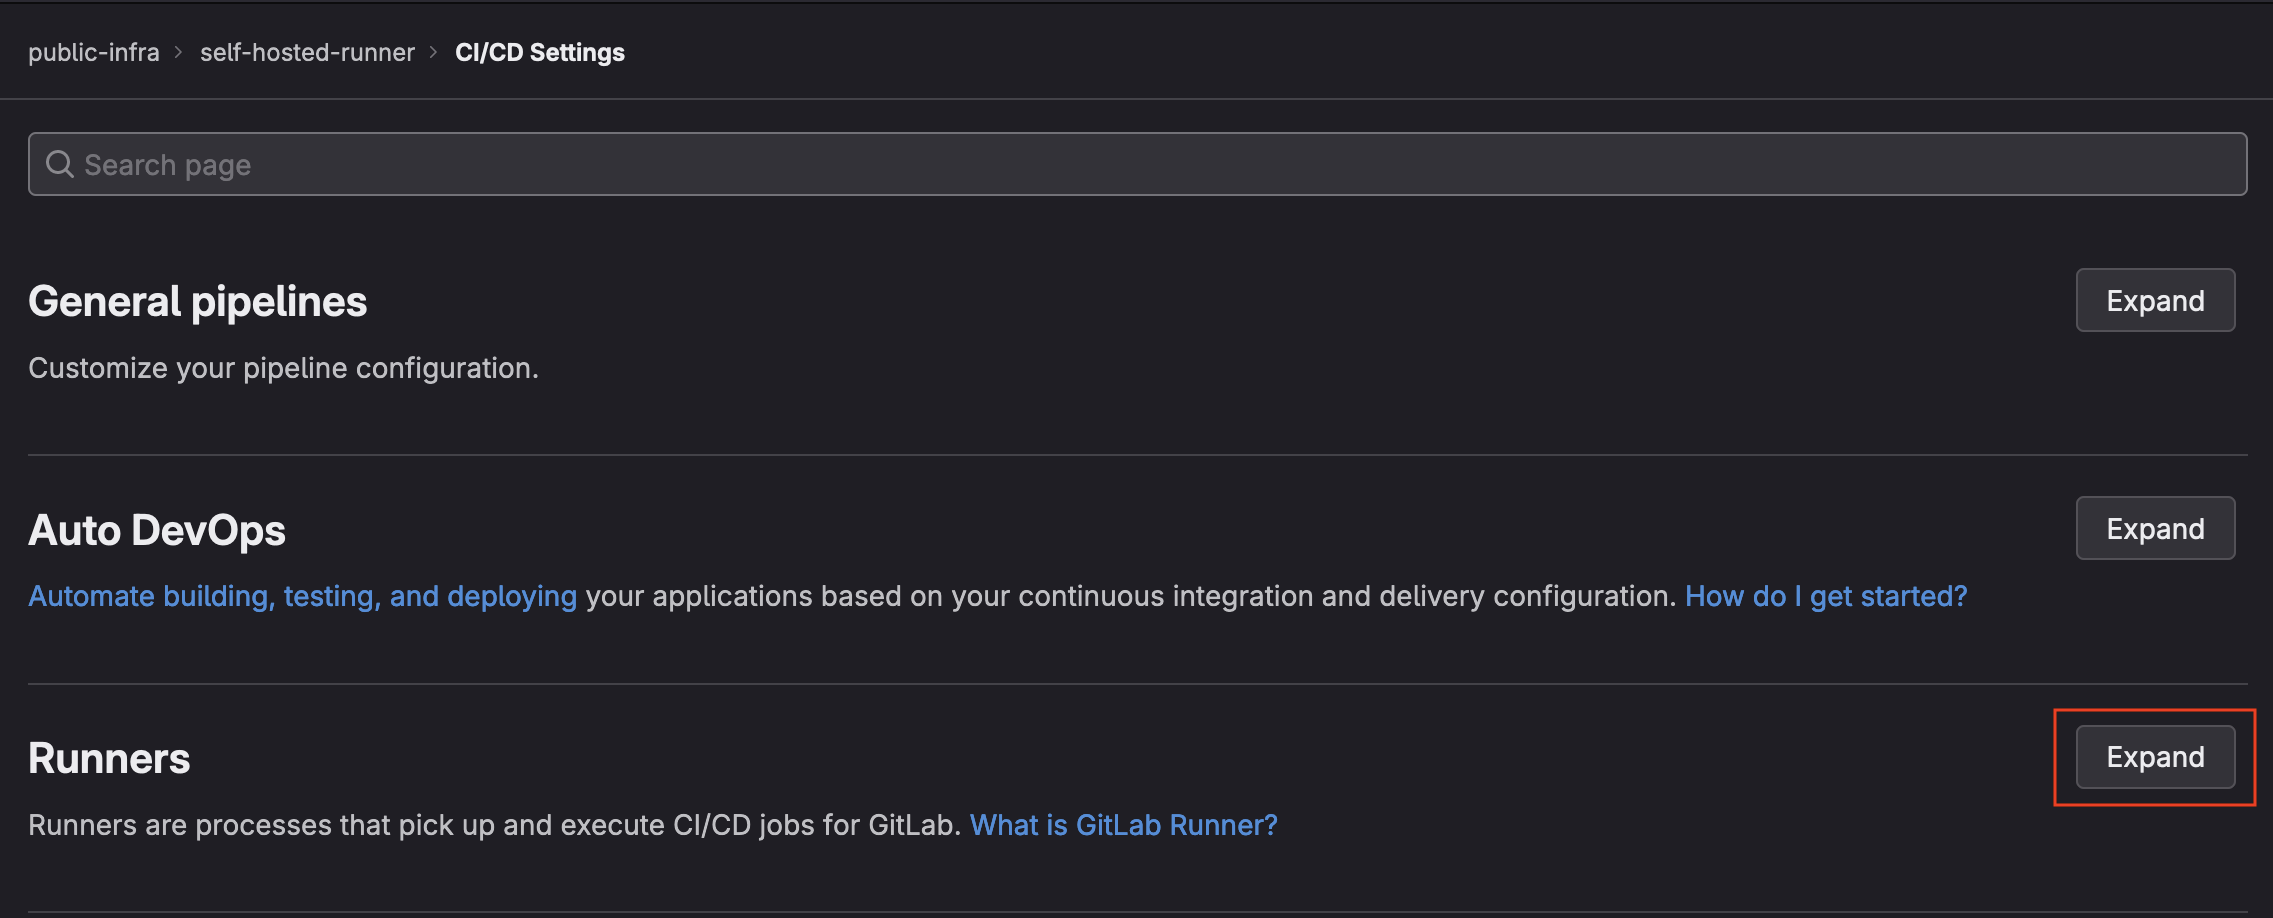 public-infra > self-hosted-runner > CI/CD Settings
Search page
General pipelines
Expand
Customize your pipeline configuration.
Auto DevOps
Expand
Automate building, testing, and deploying your applications based on your continuous integration and delivery configuration. How do I get started?
Runners
Expand
Runners are processes that pick up and execute CI/CD jobs for GitLab. What is GitLab Runner?